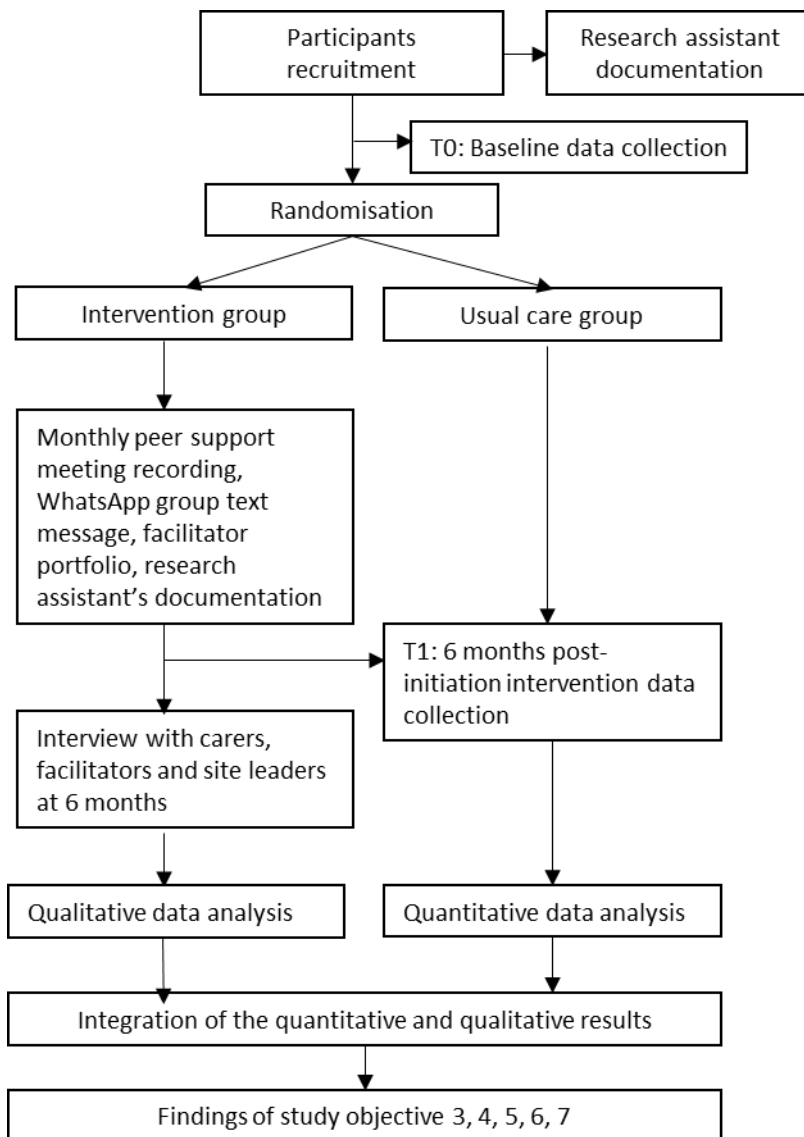 Participants
recruitment
Research assistant
documentation
T0: Baseline data collection
Randomisation
Intervention group
Usual care group
Monthly peer support
meeting recording,
WhatsApp group text
message, facilitator
portfolio, research
assistant’s documentation
T1: 6 months post-
initiation intervention data
collection
Interview with carers,
facilitators and site leaders
at 6 months
Qualitative data analysis
Quantitative data analysis
Integration of the quantitative and qualitative results
Findings of study objective 3, 4, 5, 6, 7